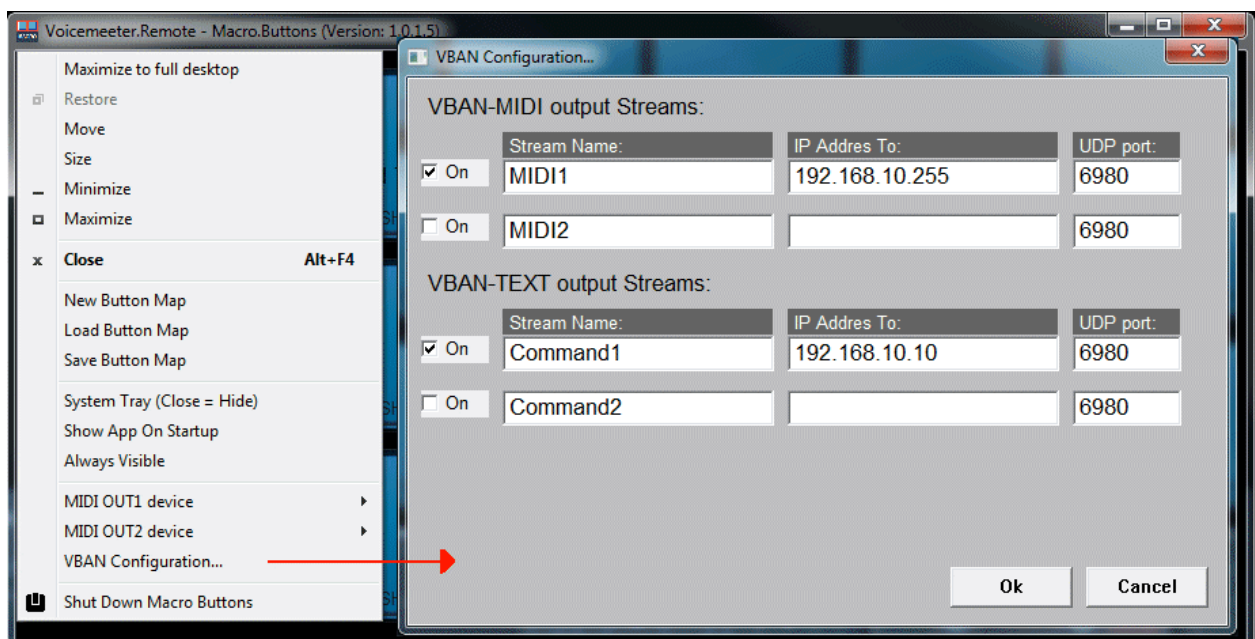 Voicemeeter.Remote - Macro.Buttons (Version: 1.0.1.5)
Maximize to full desktop
Restore
Move
Size
Minimize
Maximize
Close Alt+F4
New Button Map
Load Button Map
Save Button Map
System Tray (Close = Hide)
Show App On Startup
Always Visible
MIDI OUT1 device
MIDI OUT2 device
VBAN Configuration...
Shut Down Macro Buttons
VBAN Configuration...
VBAN-MIDI output Streams:
Stream Name: IP Addres To: UDP port:
On MIDI1 192.168.10.255 6980
On MIDI2 6980
VBAN-TEXT output Streams:
Stream Name: IP Addres To: UDP port:
On Command1 192.168.10.10 6980
On Command2 6980
Ok Cancel